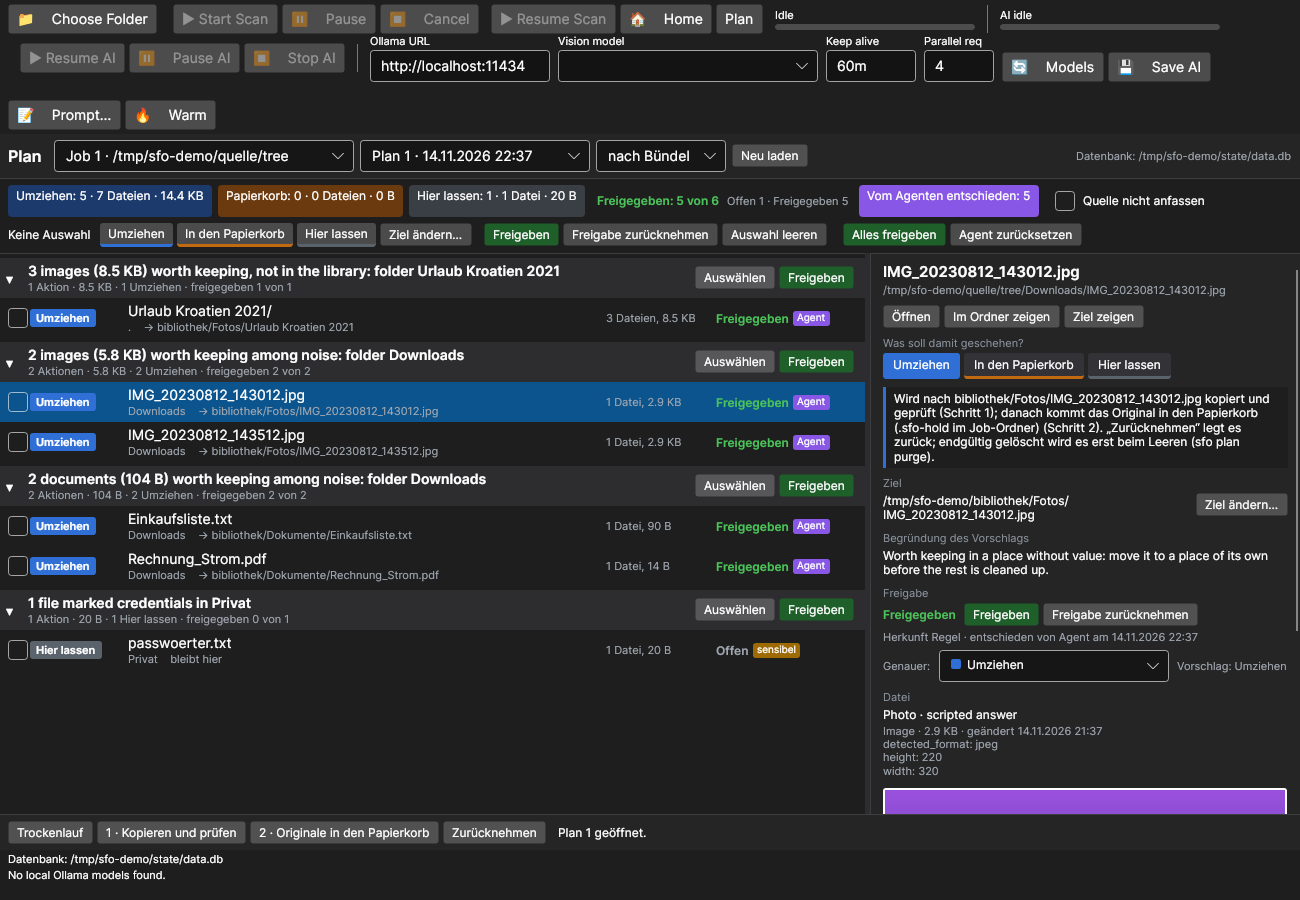 Choose Folder
Start Scan
Pause
Cancel
Resume Scan
Home
Plan
Idle
AI idle
Resume AI
Pause AI
Stop AI
Ollama URL
http://localhost:11434
Vision model
Keep alive
60m
Parallel req
4
Models
Save AI
Prompt...
Warm
Plan
Job 1 · /tmp/sfo-demo/quelle/tree
Plan 1 · 14.11.2026 22:37
nach Bündel
Neu laden
Datenbank: /tmp/sfo-demo/state/data.db
Umziehen: 5 · 7 Dateien · 14.4 KB
Papierkorb: 0 · 0 Dateien · 0 B
Hier lassen: 1 · 1 Datei · 20 B
Freigegeben: 5 von 6
Offen 1 · Freigegeben 5
Vom Agenten entschieden: 5
Quelle nicht anfassen
Keine Auswahl
Umziehen
In den Papierkorb
Hier lassen
Ziel ändern...
Freigeben
Freigabe zurücknehmen
Auswahl leeren
Alles freigeben
Agent zurücksetzen
3 images (8.5 KB) worth keeping, not in the library: folder Urlaub Kroatien 2021
1 Aktion · 8.5 KB · 1 Umziehen · freigegeben 1 von 1
Auswählen
Freigeben
Umziehen
Urlaub Kroatien 2021/
. → bibliothek/Fotos/Urlaub Kroatien 2021
3 Dateien, 8.5 KB
Freigegeben
Agent
2 images (5.8 KB) worth keeping among noise: folder Downloads
2 Aktionen · 5.8 KB · 2 Umziehen · freigegeben 2 von 2
Auswählen
Freigeben
Umziehen
IMG_20230812_143012.jpg
Downloads → bibliothek/Fotos/IMG_20230812_143012.jpg
1 Datei, 2.9 KB
Freigegeben
Agent
Umziehen
IMG_20230812_143512.jpg
Downloads → bibliothek/Fotos/IMG_20230812_143512.jpg
1 Datei, 2.9 KB
Freigegeben
Agent
2 documents (104 B) worth keeping among noise: folder Downloads
2 Aktionen · 104 B · 2 Umziehen · freigegeben 2 von 2
Auswählen
Freigeben
Umziehen
Einkaufsliste.txt
Downloads → bibliothek/Dokumente/Einkaufsliste.txt
1 Datei, 90 B
Freigegeben
Agent
Umziehen
Rechnung_Strom.pdf
Downloads → bibliothek/Dokumente/Rechnung_Strom.pdf
1 Datei, 14 B
Freigegeben
Agent
1 file marked credentials in Privat
1 Aktion · 20 B · 1 Hier lassen · freigegeben 0 von 1
Auswählen
Freigeben
Hier lassen
passwoerter.txt
Privat bleibt hier
1 Datei, 20 B
Offen
sensibel
IMG_20230812_143012.jpg
/tmp/sfo-demo/quelle/tree/Downloads/IMG_20230812_143012.jpg
Öffnen
Im Ordner zeigen
Ziel zeigen
Was soll damit geschehen?
Umziehen
In den Papierkorb
Hier lassen
Wird nach bibliothek/Fotos/IMG_20230812_143012.jpg kopiert und
geprüft (Schritt 1); danach kommt das Original in den Papierkorb
(.sfo-hold im Job-Ordner) (Schritt 2). „Zurücknehmen“ legt es
zurück; endgültig gelöscht wird es erst beim Leeren (sfo plan
purge).
Ziel
/tmp/sfo-demo/bibliothek/Fotos/
IMG_20230812_143012.jpg
Ziel ändern...
Begründung des Vorschlags
Worth keeping in a place without value: move it to a place of its own
before the rest is cleaned up.
Freigabe
Freigegeben
Freigeben
Freigabe zurücknehmen
Herkunft Regel · entschieden von Agent am 14.11.2026 22:37
Genauer:
Umziehen
Vorschlag: Umziehen
Datei
Photo · scripted answer
Image · 2.9 KB · geändert 14.11.2026 21:37
detected_format: jpeg
height: 220
width: 320
Trockenlauf
1 · Kopieren und prüfen
2 · Originale in den Papierkorb
Zurücknehmen
Plan 1 geöffnet.
Datenbank: /tmp/sfo-demo/state/data.db
No local Ollama models found.